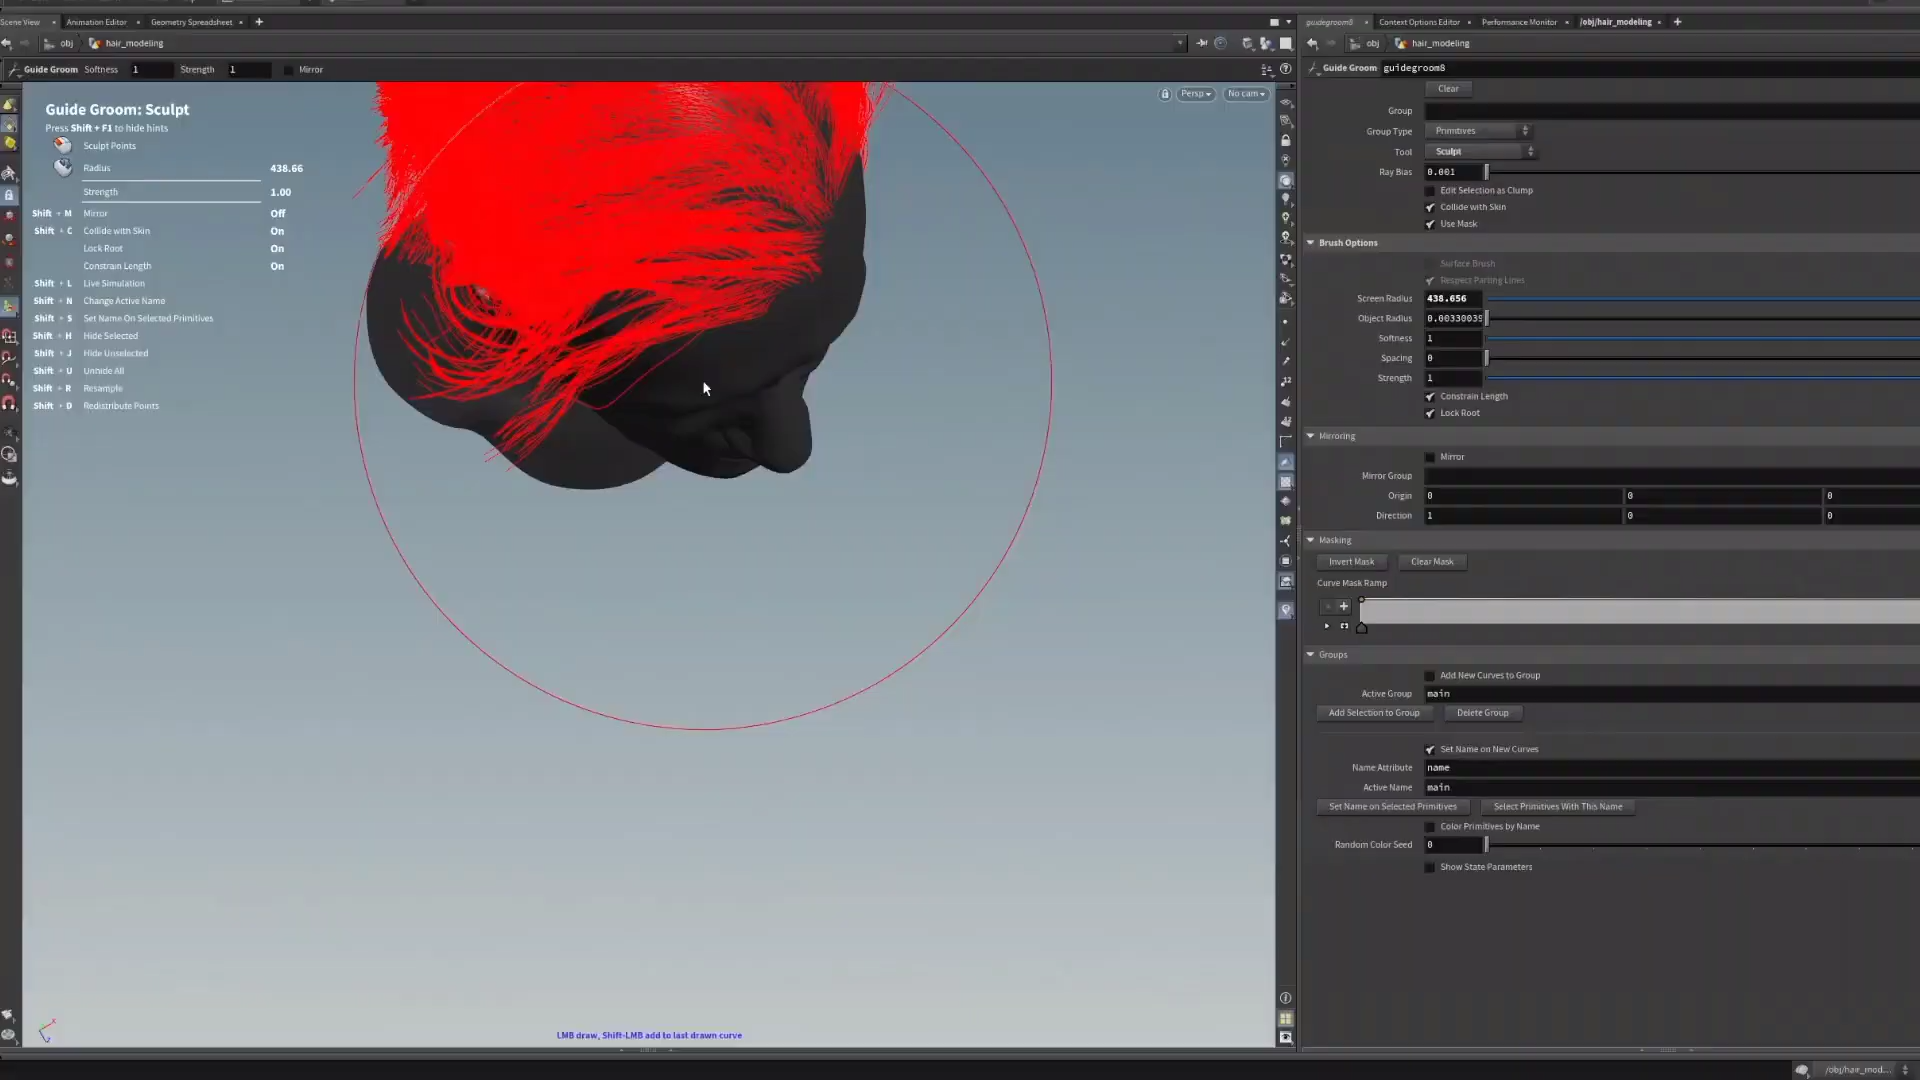 Scene View
Animation Editor
Geometry Spreadsheet
guidegroom8
Context Options Editor
Performance Monitor
/obj/hair_modeling
obj
hair_modeling
obj
hair_modeling
Guide Groom Softness 1 Strength 1 Mirror
Guide Groom guidegroom8
Guide Groom: Sculpt
Press Shift + F1 to hide hints
Sculpt Points
Radius 438.66
Strength 1.00
Shift + M Mirror Off
Shift + C Collide with Skin On
Lock Root On
Constrain Length On
Shift + L Live Simulation
Shift + N Change Active Name
Shift + S Set Name On Selected Primitives
Shift + H Hide Selected
Shift + J Hide Unselected
Shift + U Unhide All
Shift + R Resample
Shift + D Redistribute Points
Persp
No cam
LMB draw, Shift-LMB add to last drawn curve
Clear
Group
Group Type Primitives
Tool Sculpt
Ray Bias 0.001
Edit Selection as Clump
Collide with Skin
Use Mask
Brush Options
Surface Brush
Respect Parting Lines
Screen Radius 438.656
Object Radius 0.0033003
Softness 1
Spacing 0
Strength 1
Constrain Length
Lock Root
Mirroring
Mirror
Mirror Group
Origin 0 0 0
Direction 1 0 0
Masking
Invert Mask Clear Mask
Curve Mask Ramp
Groups
Add New Curves to Group
Active Group main
Add Selection to Group Delete Group
Set Name on New Curves
Name Attribute name
Active Name main
Set Name on Selected Primitives Select Primitives With This Name
Color Primitives by Name
Random Color Seed 0
Show State Parameters
/obj/hair_mod...